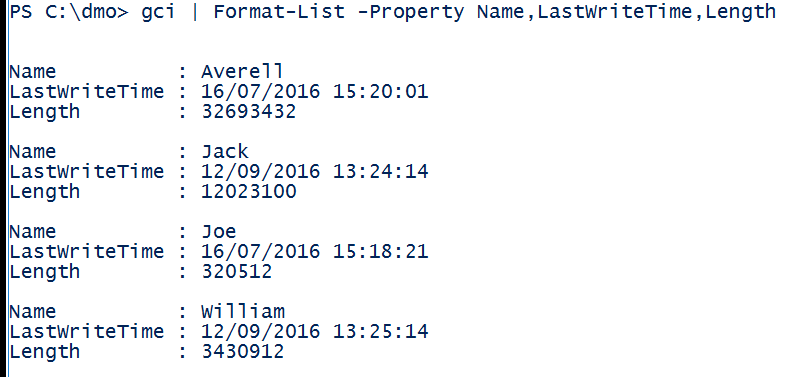 PS C:\dmo> gci | Format-List -Property Name,LastWriteTime,Length
Name          : Averell
LastWriteTime : 16/07/2016 15:20:01
Length        : 32693432
Name          : Jack
LastWriteTime : 12/09/2016 13:24:14
Length        : 12023100
Name          : Joe
LastWriteTime : 16/07/2016 15:18:21
Length        : 320512
Name          : William
LastWriteTime : 12/09/2016 13:25:14
Length        : 3430912